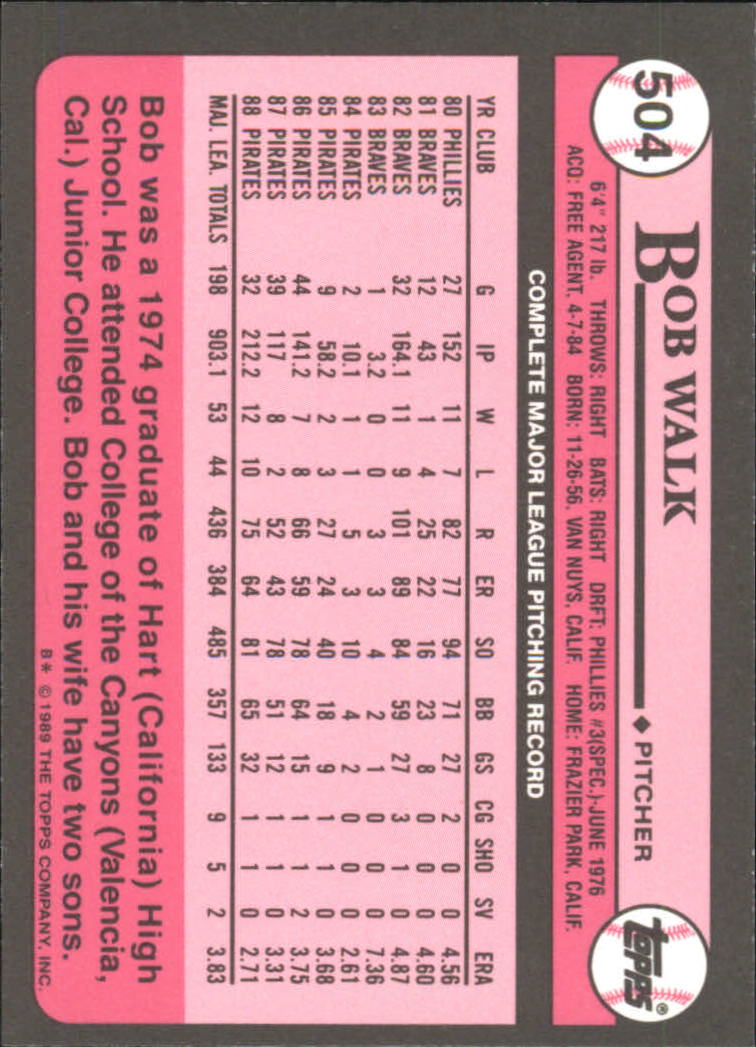 504
BOB WALK
◆ PITCHER
TOPPS®
6'4" 217 lb. THROWS: RIGHT BATS: RIGHT DRFT: PHILLIES #3(SPEC.)-JUNE 1976
ACQ: FREE AGENT, 4-7-84 BORN: 11-26-56, VAN NUYS, CALIF. HOME: FRAZIER PARK, CALIF.
COMPLETE MAJOR LEAGUE PITCHING RECORD
YR CLUB G IP W L R ER SO BB GS CG SHO SV ERA
80 PHILLIES 27 152 11 7 82 77 94 71 27 2 0 0 4.56
81 BRAVES 12 43 1 4 25 22 16 23 8 0 0 0 4.60
82 BRAVES 32 164.1 11 9 101 89 84 59 27 3 1 0 4.87
83 BRAVES 1 3.2 0 0 3 3 4 2 1 0 0 0 7.36
84 PIRATES 2 10.1 1 1 5 3 10 4 2 0 0 0 2.61
85 PIRATES 9 58.2 2 3 27 24 40 18 9 1 1 0 3.68
86 PIRATES 44 141.2 7 8 66 59 78 64 15 1 1 2 3.75
87 PIRATES 39 117 8 2 52 43 78 51 12 1 1 0 3.31
88 PIRATES 32 212.2 12 10 75 64 81 65 32 1 1 0 2.71
MAJ. LEA. TOTALS 198 903.1 53 44 436 384 485 357 133 9 5 2 3.83
Bob was a 1974 graduate of Hart (California) High
School. He attended College of the Canyons (Valencia,
Cal.) Junior College. Bob and his wife have two sons.
B* © 1989 THE TOPPS COMPANY, INC.